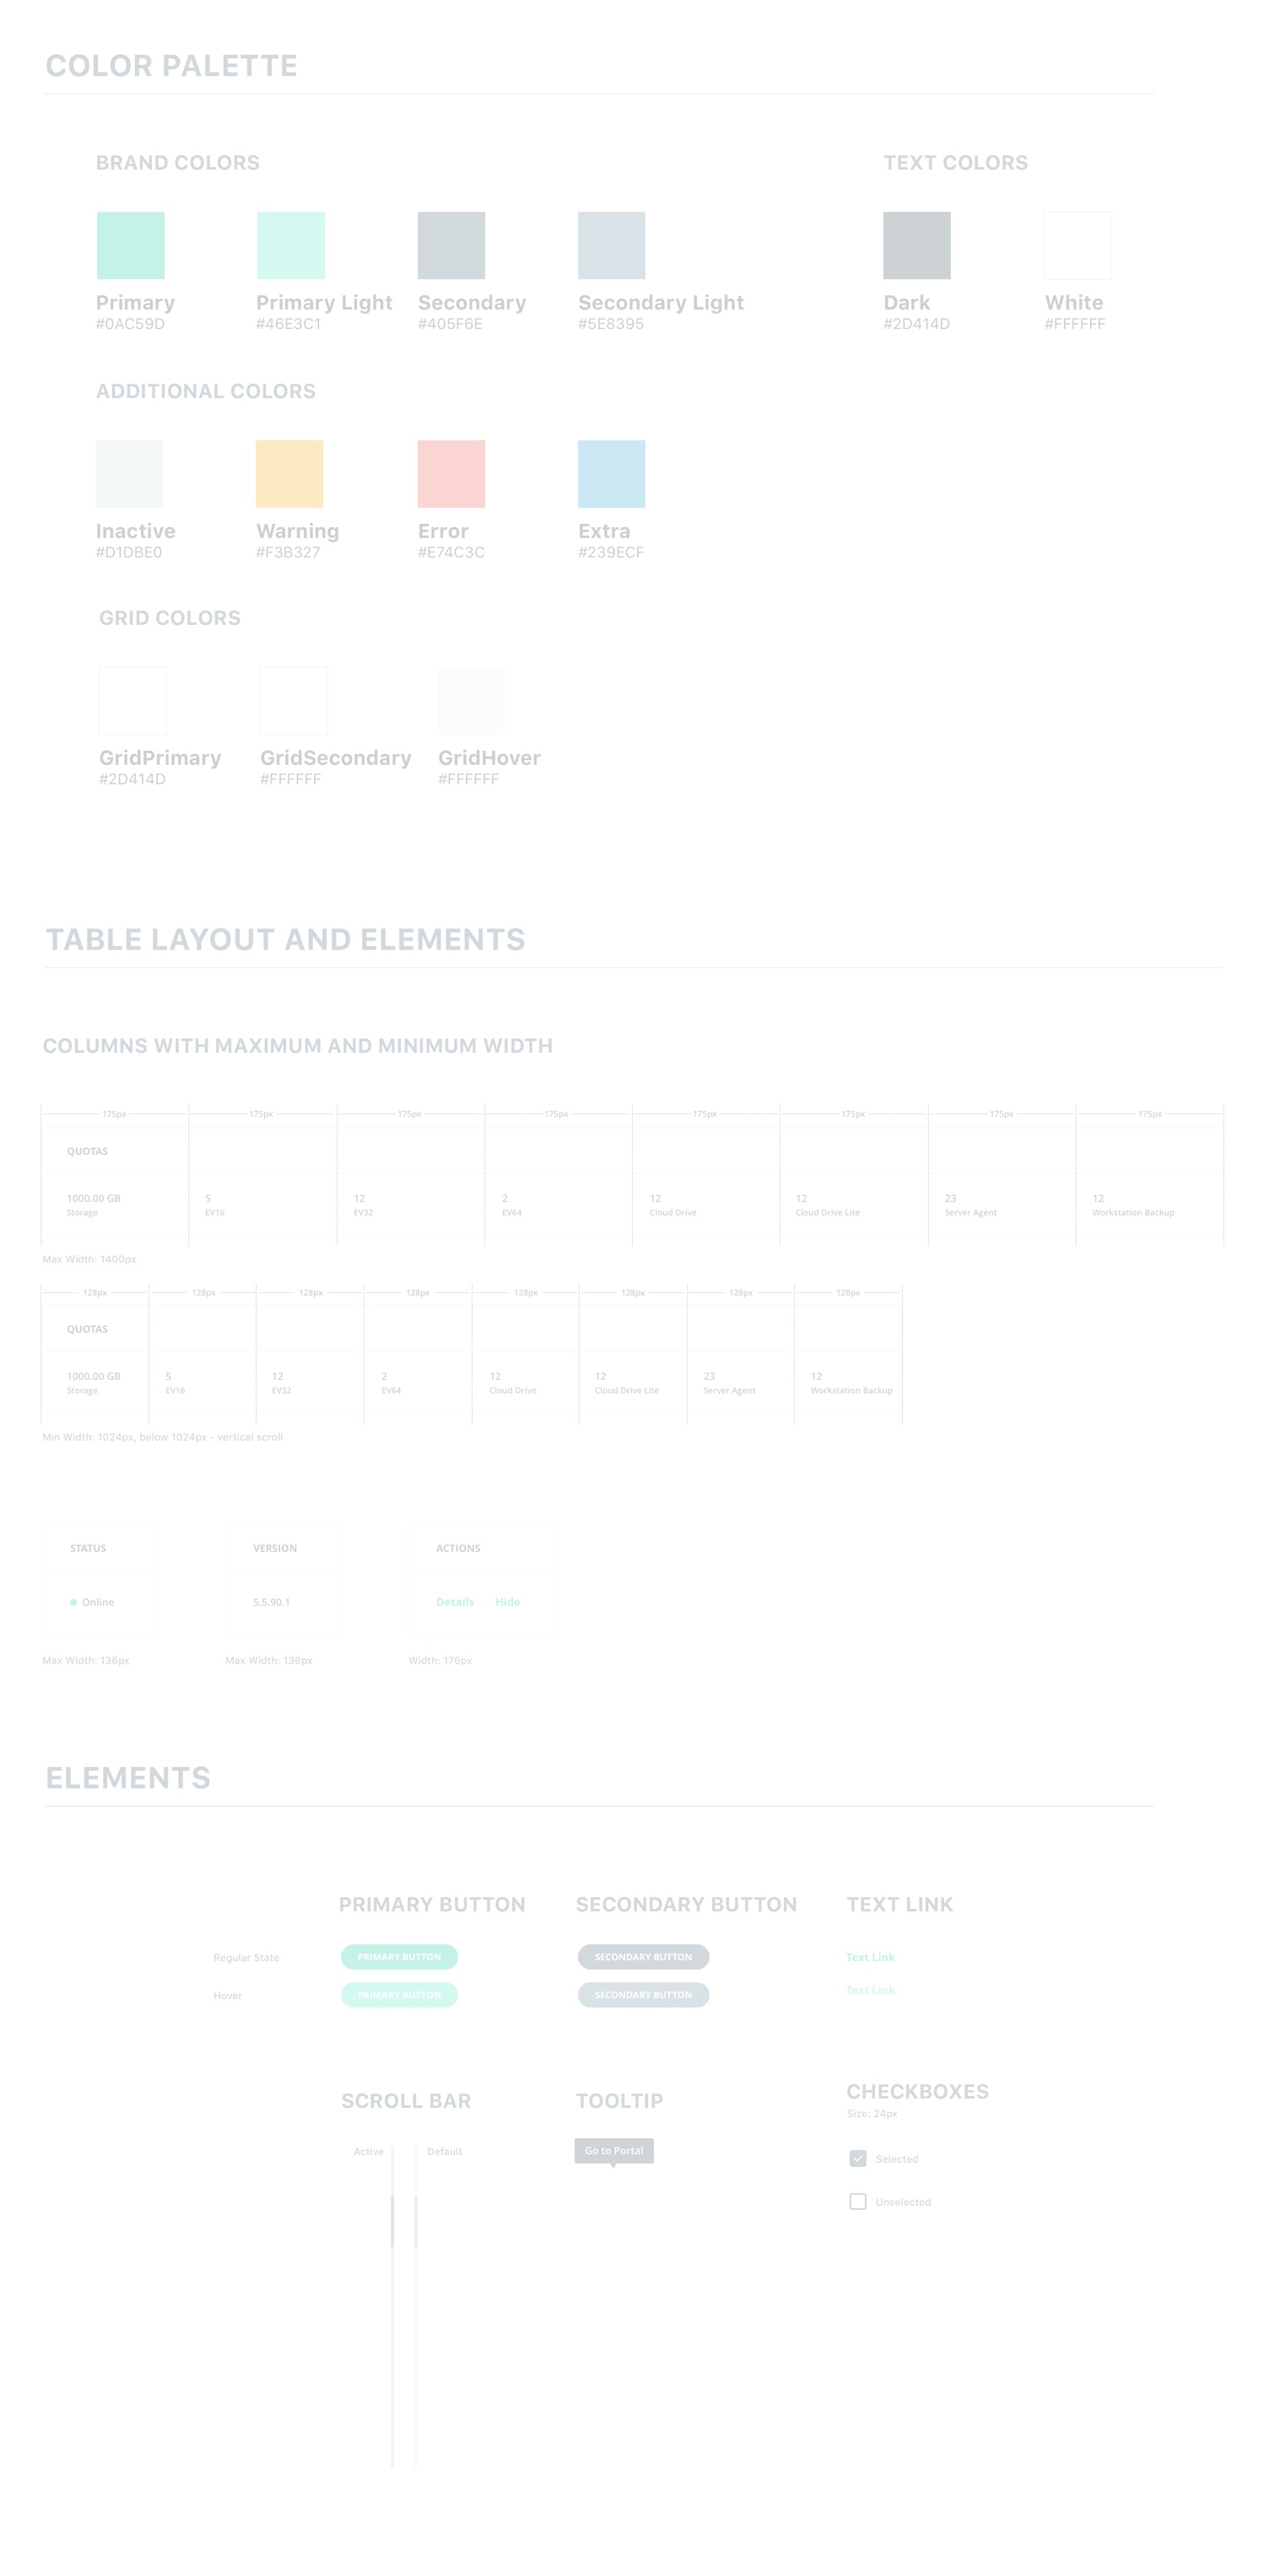 COLOR PALETTE
BRAND COLORS
TEXT COLORS
Primary
#0AC59D
Primary Light
#46E3C1
Secondary
#405F6E
Secondary Light
#5E8395
Dark
#2D414D
White
#FFFFFF
ADDITIONAL COLORS
Inactive
#D1DBE0
Warning
#F3B327
Error
#E74C3C
Extra
#239ECF
GRID COLORS
GridPrimary
#2D414D
GridSecondary
#FFFFFF
GridHover
#FFFFFF
TABLE LAYOUT AND ELEMENTS
COLUMNS WITH MAXIMUM AND MINIMUM WIDTH
175px 175px 175px 175px 175px 175px 175px 175px
QUOTAS
1000.00 GB 5 12 2 12 12 23 12
Storage EV16 EV32 EV64 Cloud Drive Cloud Drive Lite Server Agent Workstation Backup
Max Width: 1400px
128px 128px 128px 128px 128px 128px 128px 128px
QUOTAS
1000.00 GB 5 12 2 12 12 23 12
Storage EV16 EV32 EV64 Cloud Drive Cloud Drive Lite Server Agent Workstation Backup
Min Width: 1024px, below 1024px - vertical scroll
STATUS VERSION ACTIONS
Online 5.5.90.1 Details Hide
Max Width: 136px Max Width: 136px Width: 176px
ELEMENTS
PRIMARY BUTTON SECONDARY BUTTON TEXT LINK
Regular State PRIMARY BUTTON SECONDARY BUTTON Text Link
Hover PRIMARY BUTTON SECONDARY BUTTON Text Link
SCROLL BAR
Active Default
TOOLTIP
Go to Portal
CHECKBOXES
Size: 24px
Selected
Unselected